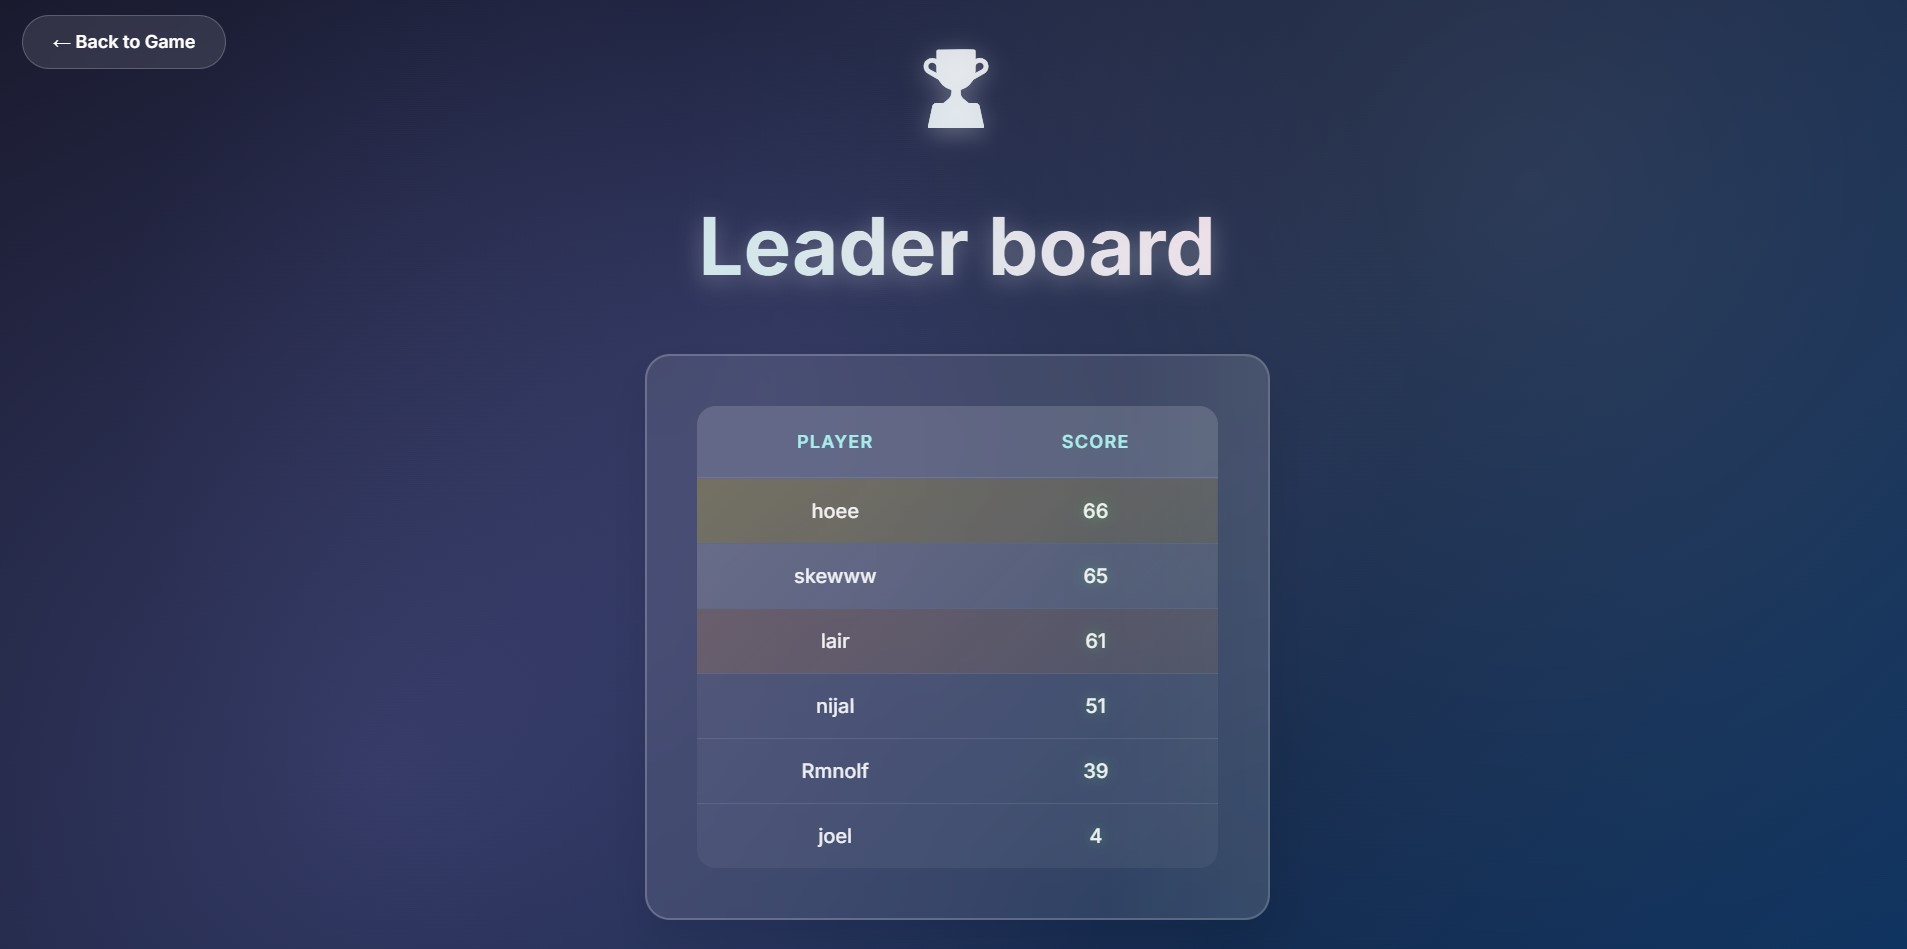 ← Back to Game
Leader board
PLAYER SCORE
hoee 66
skewww 65
lair 61
nijal 51
Rmnolf 39
joel 4